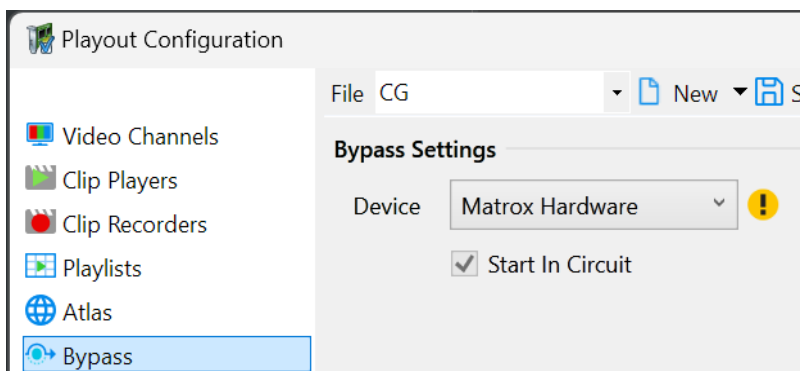 Playout Configuration
File CG New S
Video Channels
Clip Players
Clip Recorders
Playlists
Atlas
Bypass
Bypass Settings
Device Matrox Hardware
Start In Circuit